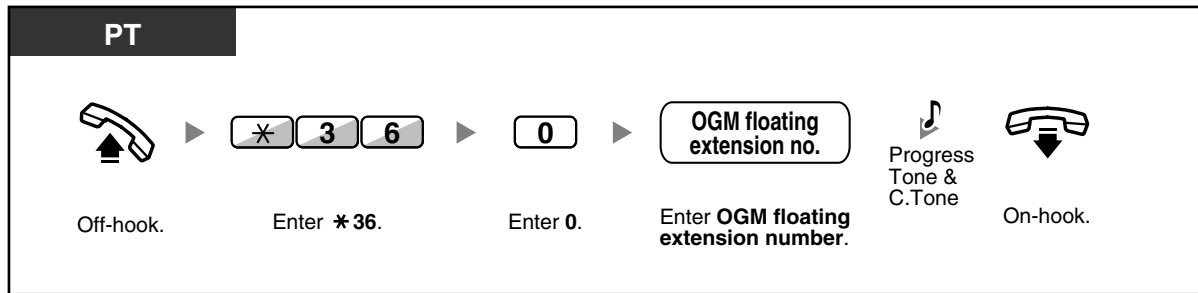 PT
✳ 3 6
0
OGM floating
extension no.
Progress
Tone &
C.Tone
Off-hook.
Enter ✳36.
Enter 0.
Enter OGM floating
extension number.
On-hook.